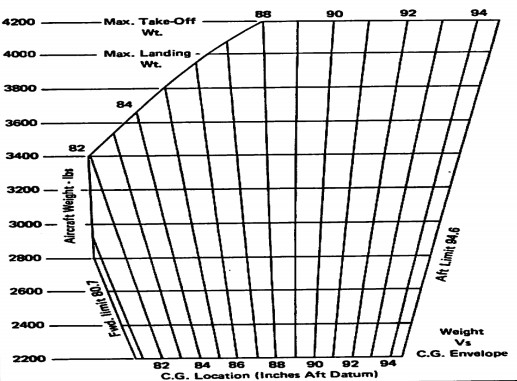 88 90 92 94
4200 Max. Take-Off
Wt.
4000 Max. Landing
Wt.
3800
84
3600
82
3400
3200
3000
2800
2600
2400
2200
Aircraft Weight - lbs
Fwd. limit 80.7
Aft Limit 94.6
Weight
Vs
C.G. Envelope
82 84 86 88 90 92 94
C.G. Location (Inches Aft Datum)